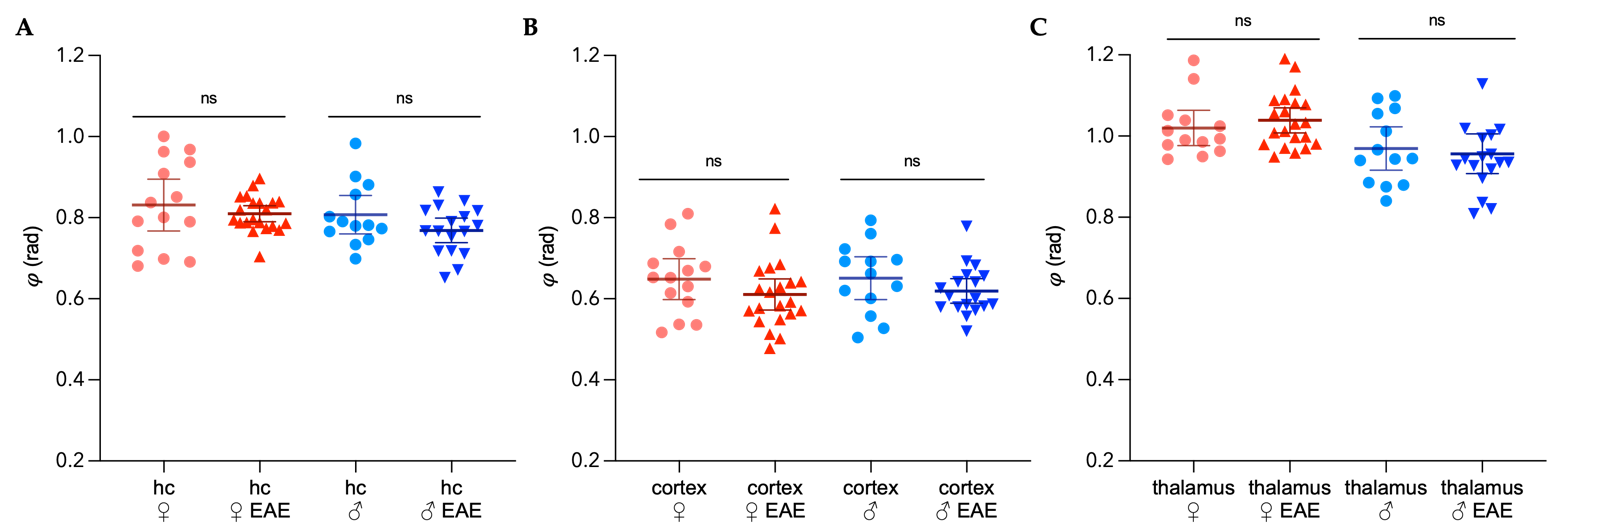 A
ns
ns
1.2
1.0
0.8
0.6
0.4
0.2
φ (rad)
hc
♀
hc
♀ EAE
hc
♂
hc
♂ EAE
B
ns
ns
1.2
1.0
0.8
0.6
0.4
0.2
φ (rad)
cortex
♀
cortex
♀ EAE
cortex
♂
cortex
♂ EAE
C
ns
ns
1.2
1.0
0.8
0.6
0.4
0.2
φ (rad)
thalamus
♀
thalamus
♀ EAE
thalamus
♂
thalamus
♂ EAE